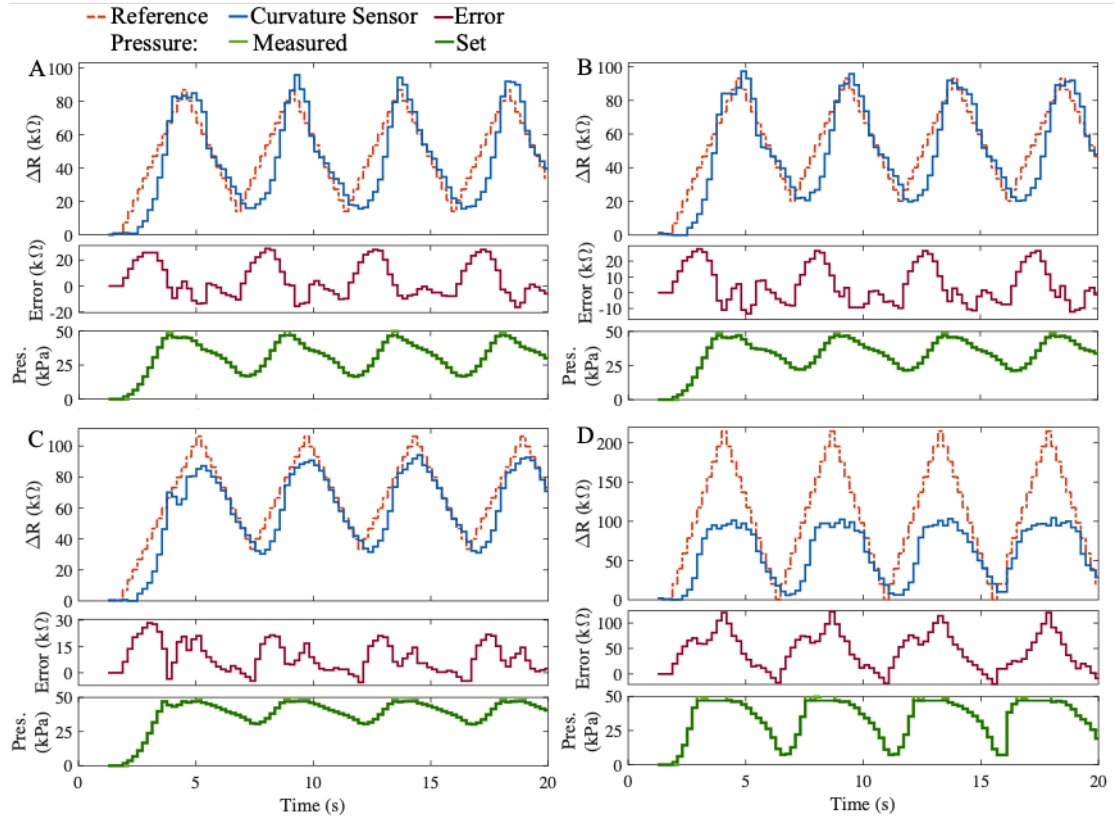 Reference Curvature Sensor Error
Pressure: Measured Set
A
100
80
60
40
20
0
ΔR (kΩ)
20
0
-20
Error (kΩ)
50
25
0
Pres.
(kPa)
B
100
80
60
40
20
0
ΔR (kΩ)
20
10
0
-10
Error (kΩ)
50
25
0
Pres.
(kPa)
C
100
80
60
40
20
0
ΔR (kΩ)
30
15
0
Error (kΩ)
50
25
0
Pres.
(kPa)
0 5 10 15 20
Time (s)
D
200
150
100
50
0
ΔR (kΩ)
100
50
0
Error (kΩ)
50
25
0
Pres.
(kPa)
0 5 10 15 20
Time (s)